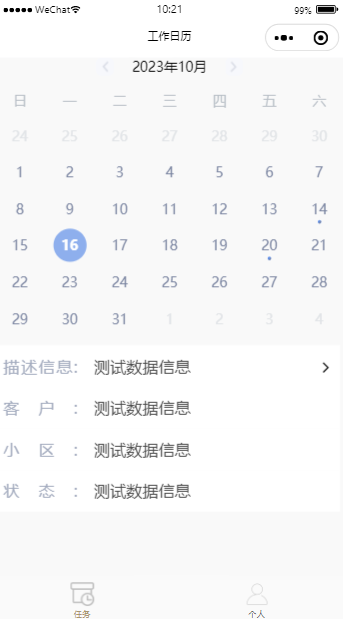 WeChat 10:21 99%
工作日历
2023年10月
日 一 二 三 四 五 六
24 25 26 27 28 29 30
1 2 3 4 5 6 7
8 9 10 11 12 13 14
15 16 17 18 19 20 21
22 23 24 25 26 27 28
29 30 31 1 2 3 4
描述信息: 测试数据信息
客 户 : 测试数据信息
小 区 : 测试数据信息
状 态 : 测试数据信息
任务 个人